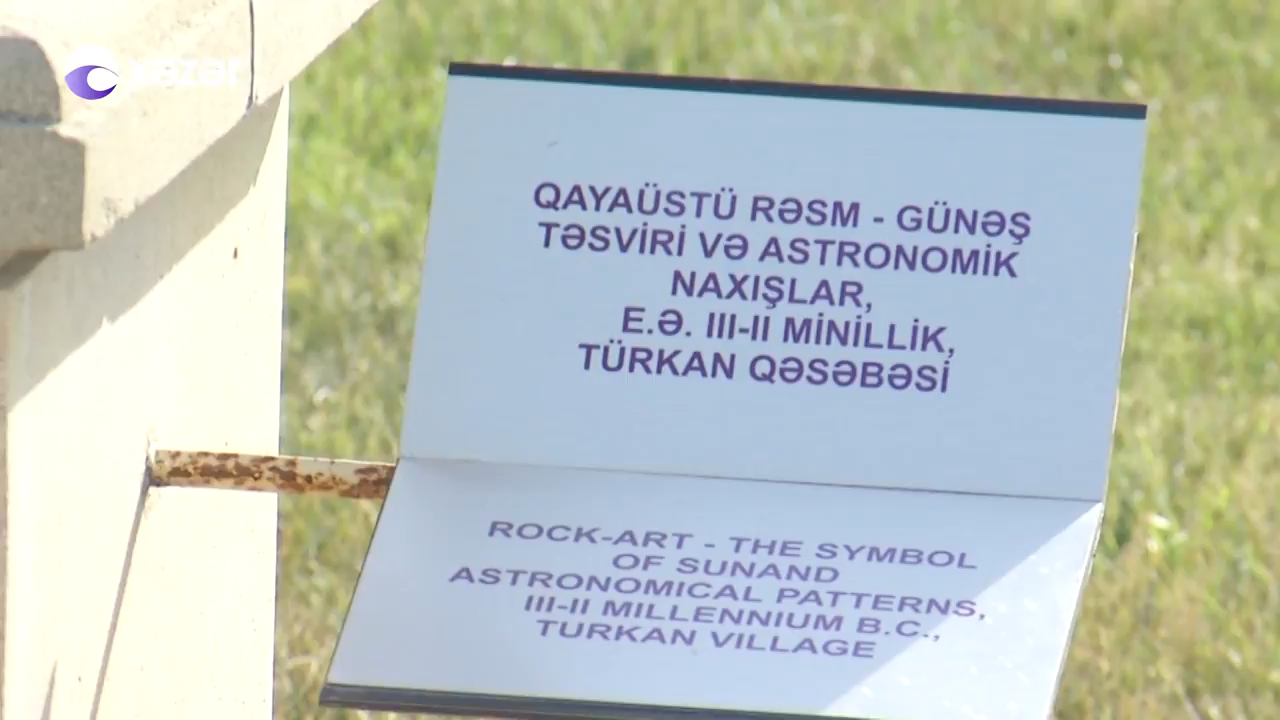 xəzər
QAYAÜSTÜ RƏSM - GÜNƏŞ
TƏSVİRİ VƏ ASTRONOMİK
NAXIŞLAR,
E.Ə. III-II MİNİLLİK,
TÜRKAN QƏSƏBƏSİ
ROCK-ART - THE SYMBOL
OF SUNAND
ASTRONOMICAL PATTERNS,
III-II MILLENNIUM B.C.,
TURKAN VILLAGE